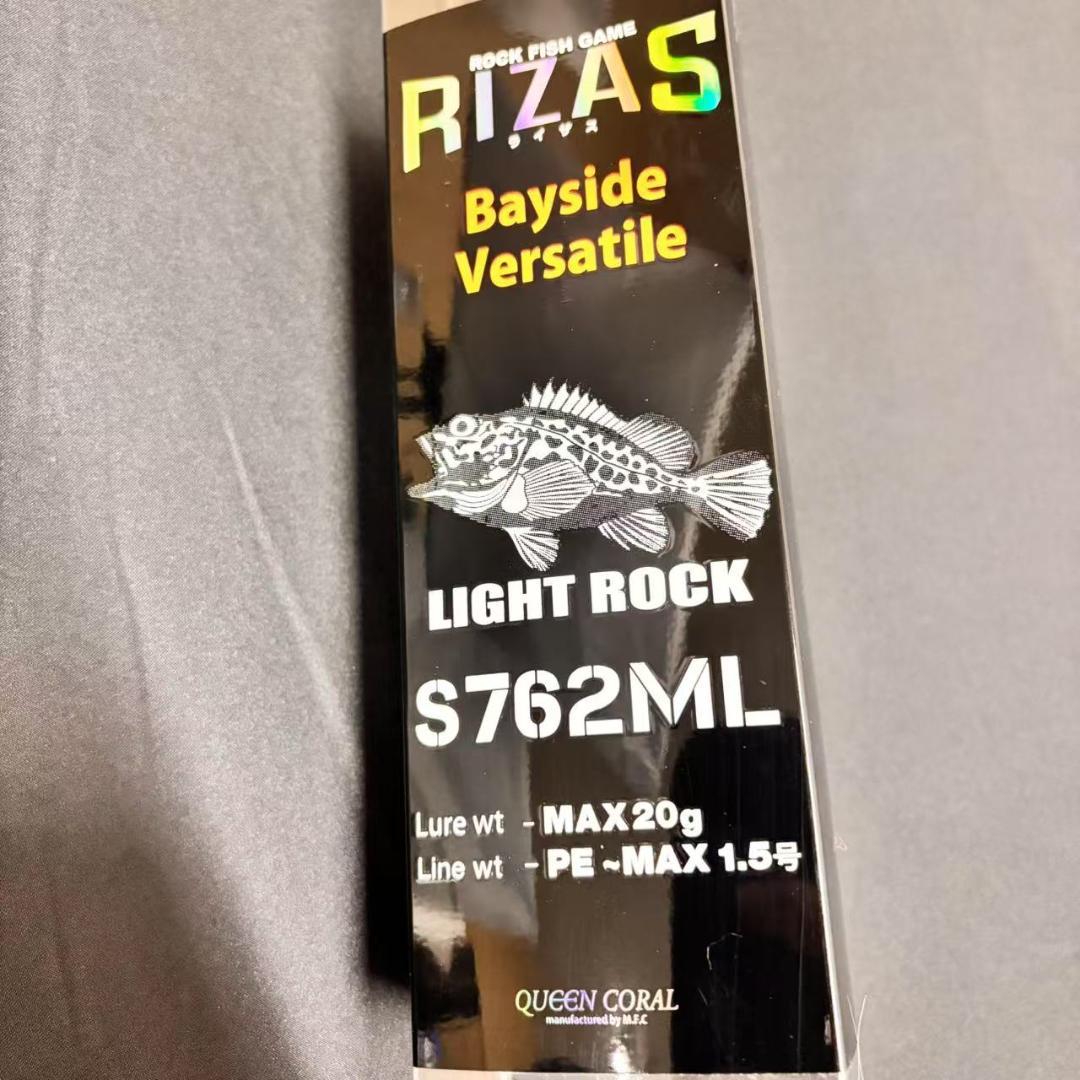 ROCK FISH GAME
RIZAS
ライザス
Bayside
Versatile
LIGHT ROCK
S762ML
Lure wt - MAX 20g
Line wt - PE ~MAX 1.5号
QUEEN CORAL
manufactured by M.F.C